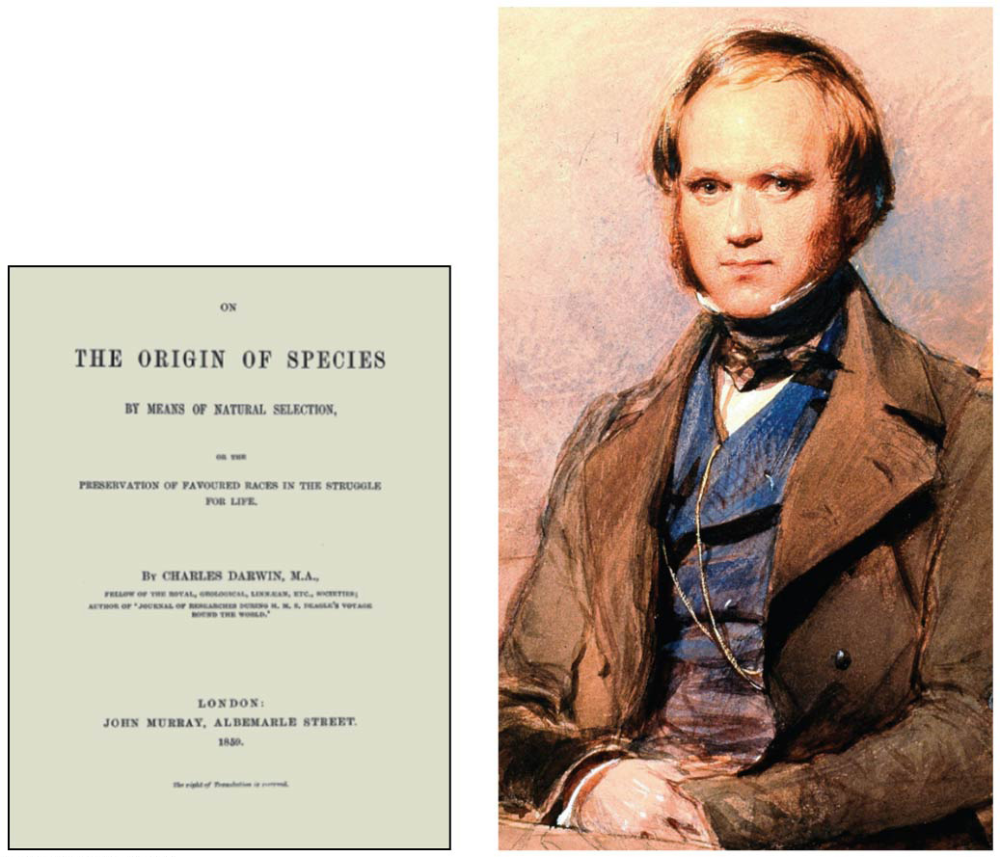 ON
THE ORIGIN OF SPECIES
BY MEANS OF NATURAL SELECTION,
OR THE
PRESERVATION OF FAVOURED RACES IN THE STRUGGLE
FOR LIFE.
BY CHARLES DARWIN, M.A.,
FELLOW OF THE ROYAL, GEOLOGICAL, LINNÆAN, ETC., SOCIETIES;
AUTHOR OF 'JOURNAL OF RESEARCHES DURING H. M. S. BEAGLE'S VOYAGE
ROUND THE WORLD.'
LONDON:
JOHN MURRAY, ALBEMARLE STREET.
1859.
The right of Translation is reserved.